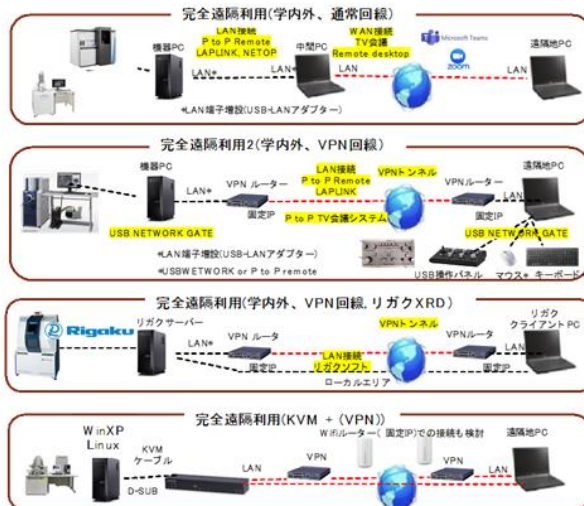 完全遠隔利用(学内外、通常回線)
機器PC
LAN接続
P to P Remote
LAPLINK, NETOP
中間PC
WAN接続
TV会議
Remote desktop
Microsoft Teams
zoom
遠隔地PC
LAN*
LAN*
LAN
LAN
*LAN端子増設(USB-LANアダプター)
完全遠隔利用2(学内外、VPN回線)
機器PC
LAN*
VPN ルーター
固定IP
LAN接続
P to P Remote
LAPLINK
VPNトンネル
VPNルーター
固定IP
LAN
遠隔地PC
USB NETWORK GATE
P to P TV会議システム
USB NETWORK GATE
*LAN端子増設(USB-LANアダプター)
*USBWETWORK or P to P remote
USB操作パネル
マウス*
キーボード
完全遠隔利用(学内外、VPN回線, リガクXRD)
Rigaku
リガクサーバー
LAN*
VPN ルータ
固定IP
VPNトンネル
LAN接続
リガクソフト
ローカルエリア
VPNルータ
固定IP
LAN
リガク
クライアントPC
完全遠隔利用(KVM + (VPN))
WinXP
Linux
KVM
ケーブル
D-SUB
LAN
VPN
Wifiルーター( 固定IP)での接続も検討
VPN
LAN
遠隔地PC